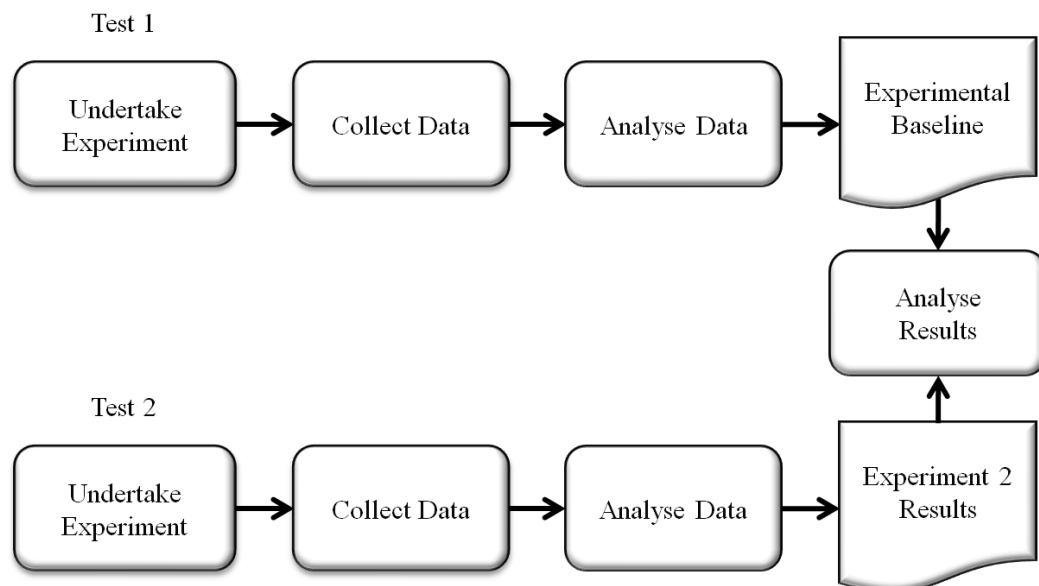 Test 1
Undertake
Experiment
Collect Data
Analyse Data
Experimental
Baseline
Analyse
Results
Test 2
Undertake
Experiment
Collect Data
Analyse Data
Experiment 2
Results